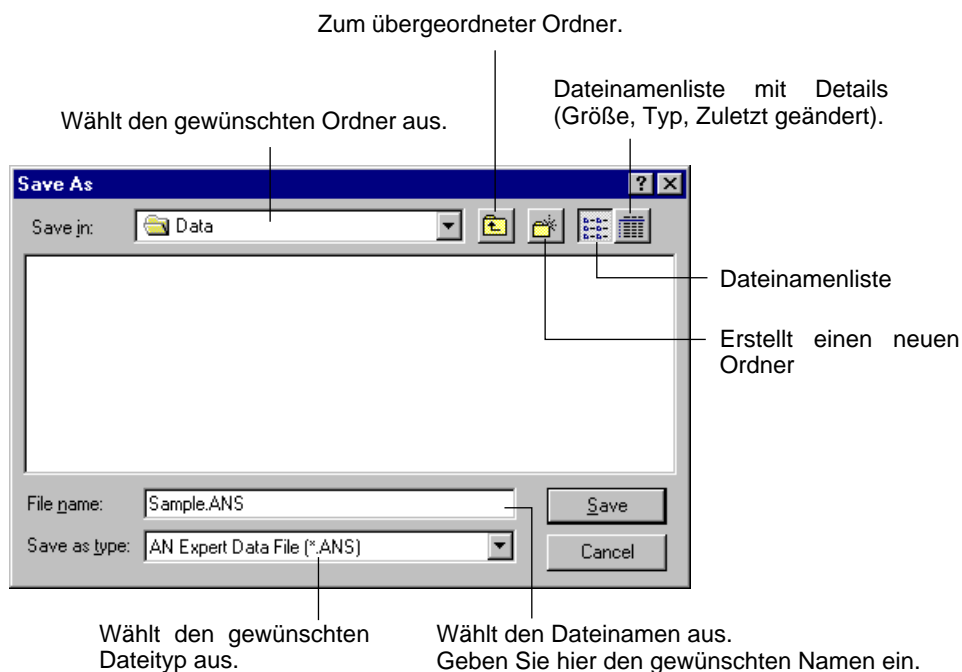 Zum übergeordneter Ordner.
Dateinamenliste mit Details
(Größe, Typ, Zuletzt geändert).
Wählt den gewünschten Ordner aus.
Save As
Save in: Data
Dateinamenliste
Erstellt einen neuen
Ordner
File name: Sample.ANS Save
Save as type: AN Expert Data File (*.ANS) Cancel
Wählt den gewünschten
Dateityp aus.
Wählt den Dateinamen aus.
Geben Sie hier den gewünschten Namen ein.